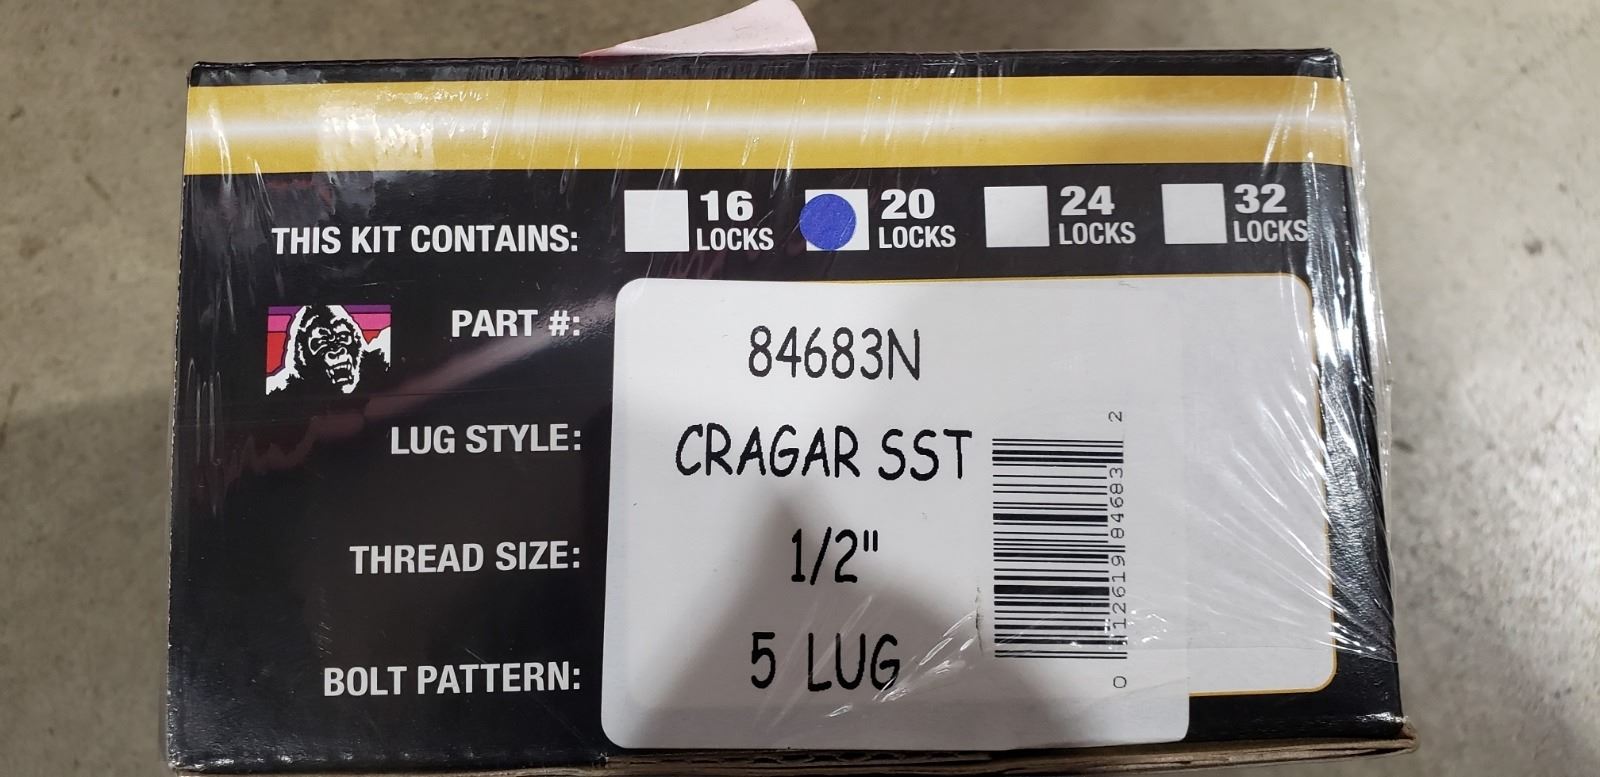 THIS KIT CONTAINS: 16 LOCKS 20 LOCKS 24 LOCKS 32 LOCKS
PART #: 84683N
LUG STYLE: CRAGAR SST
THREAD SIZE: 1/2"
BOLT PATTERN: 5 LUG
0 12619 84683 2